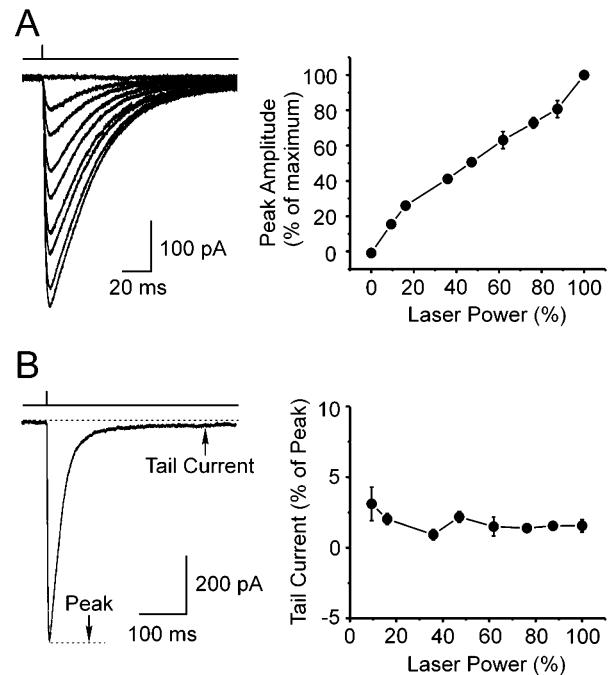 A
100 pA
20 ms
Peak Amplitude
(% of maximum)
100
80
60
40
20
0
0 20 40 60 80 100
Laser Power (%)
B
Tail Current
Peak
200 pA
100 ms
Tail Current (% of Peak)
10
5
0
-5
0 20 40 60 80 100
Laser Power (%)